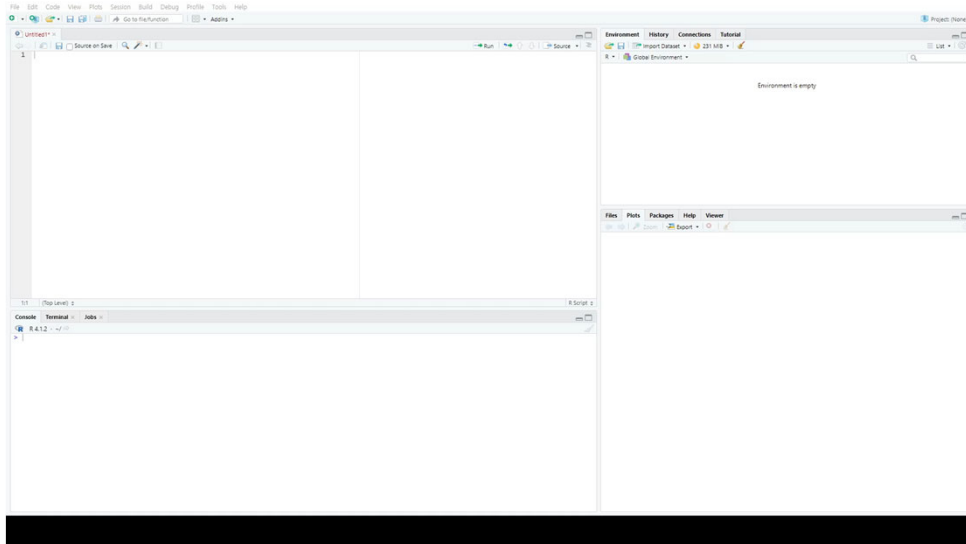 File Edit Code View Plots Session Build Debug Profile Tools Help
Go to file/function Addins Project: (None
Untitled1*
Source on Save Run Source
1
1:1 (Top Level) R Script
Console Terminal Jobs
R 4.1.2 · ~/
>
Environment History Connections Tutorial
Import Dataset 231 MiB List
R Global Environment
Environment is empty
Files Plots Packages Help Viewer
Zoom Export